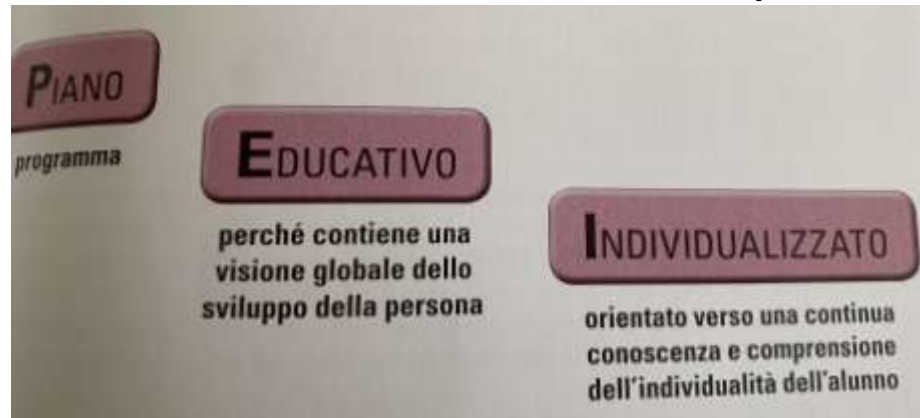 PIANO
programma
EDUCATIVO
perché contiene una
visione globale dello
sviluppo della persona
INDIVIDUALIZZATO
orientato verso una continua
conoscenza e comprensione
dell'individualità dell'alunno